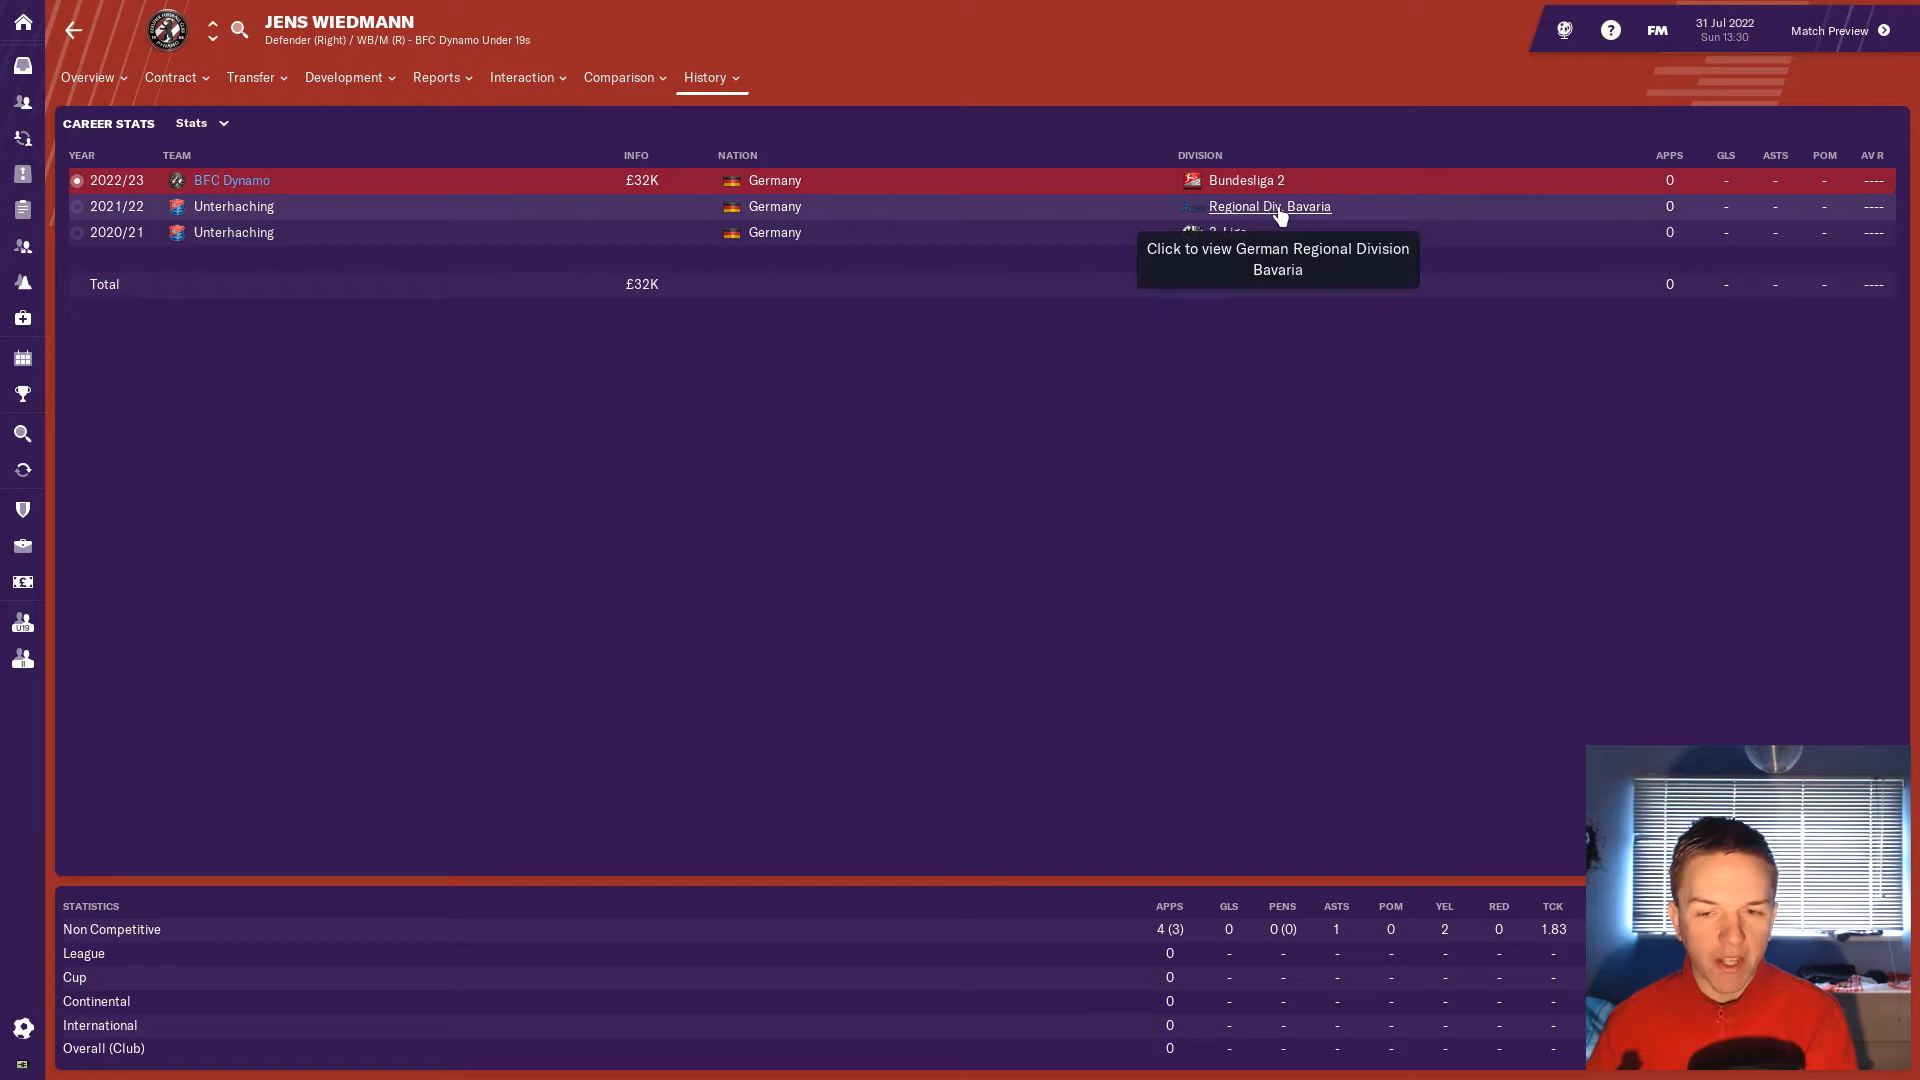 JENS WIEDMANN
Defender (Right) / WB/M (R) - BFC Dynamo Under 19s
31 Jul 2022
Sun 13:30
FM
Match Preview
Overview Contract Transfer Development Reports Interaction Comparison History
CAREER STATS Stats
YEAR TEAM INFO NATION DIVISION APPS GLS ASTS POM AV R
2022/23 BFC Dynamo £32K Germany Bundesliga 2 0 - - - ----
2021/22 Unterhaching Germany Regional Div. Bavaria 0 - - - ----
2020/21 Unterhaching Germany 3. Liga 0 - - - ----
Click to view German Regional Division
Bavaria
Total £32K 0 - - - ----
U19
II
STATISTICS APPS GLS PENS ASTS POM YEL RED TCK
Non Competitive 4 (3) 0 0 (0) 1 0 2 0 1.83
League 0 - - - - - - -
Cup 0 - - - - - - -
Continental 0 - - - - - - -
International 0 - - - - - - -
Overall (Club) 0 - - - - - - -